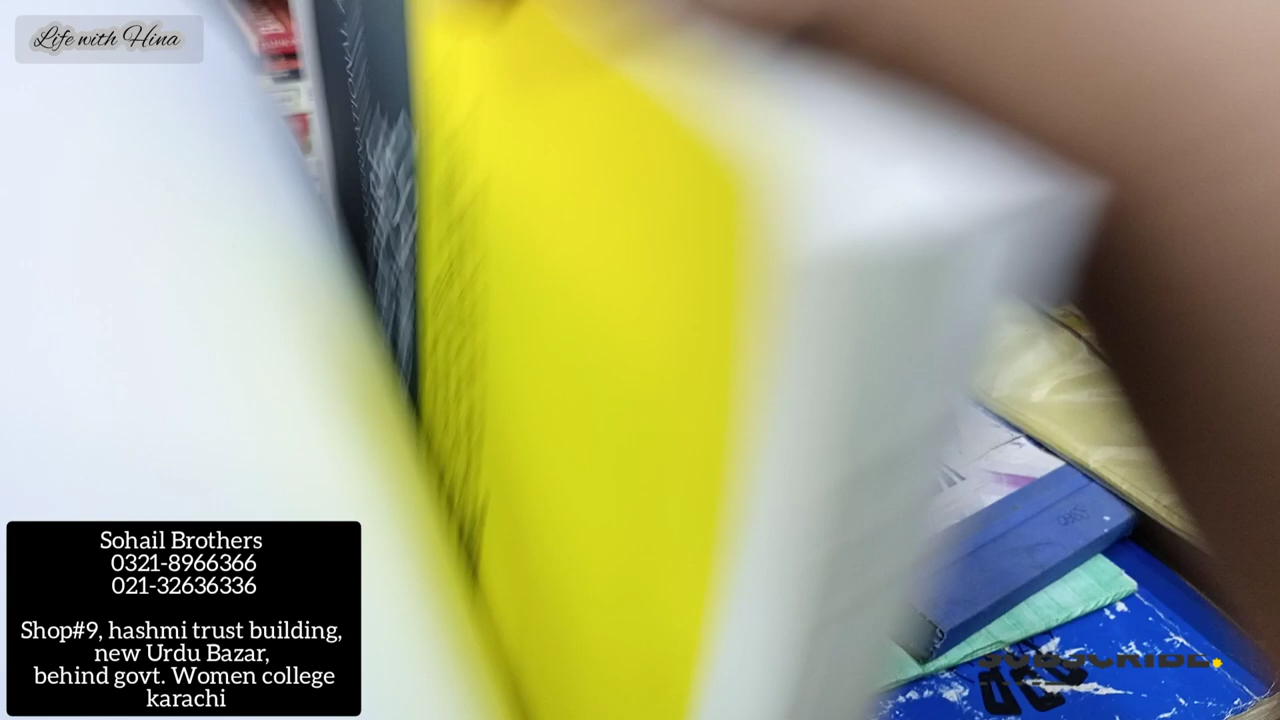 Life with Hina
Sohail Brothers
0321-8966366
021-32636336
Shop#9, hashmi trust building,
new Urdu Bazar,
behind govt. Women college
karachi
SUBSCRIBE